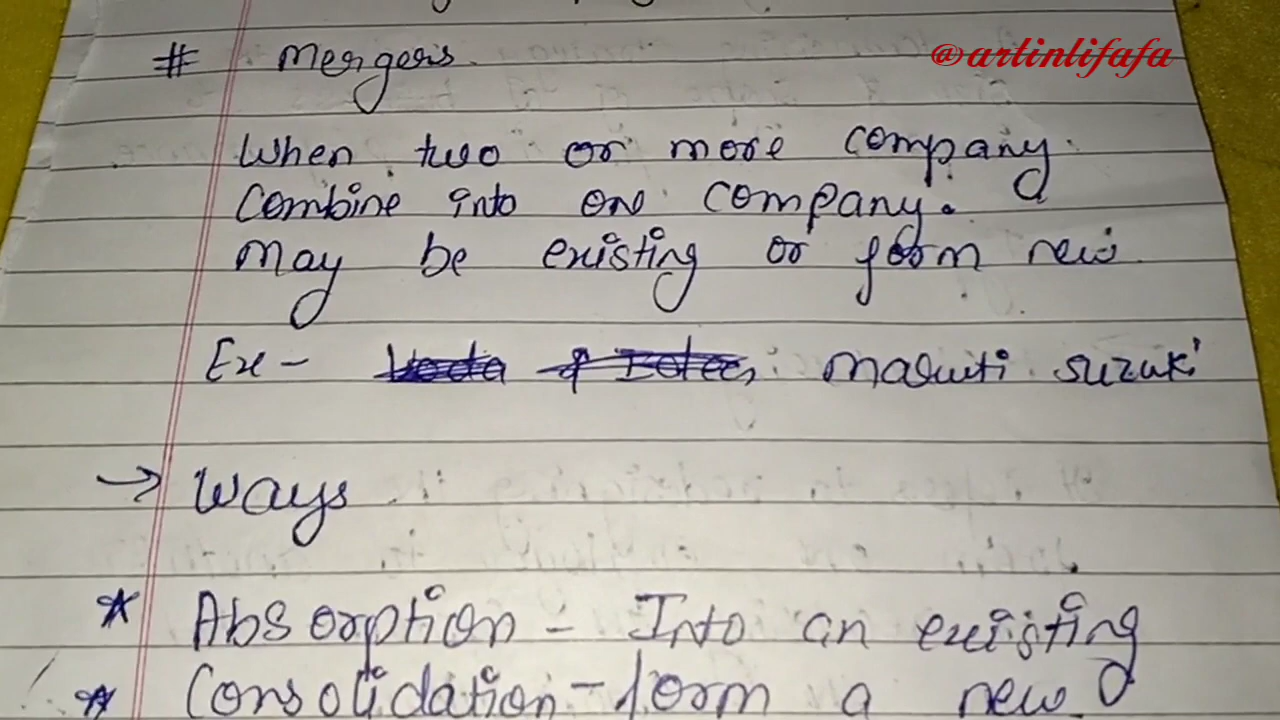 @artinlifafa
# Mergers.
When two or more company.
Combine into one company.
May be existing or form new.
Ex- Maruti Suzuki
→ Ways
* Absorption - Into an existing
* Consolidation - form a new